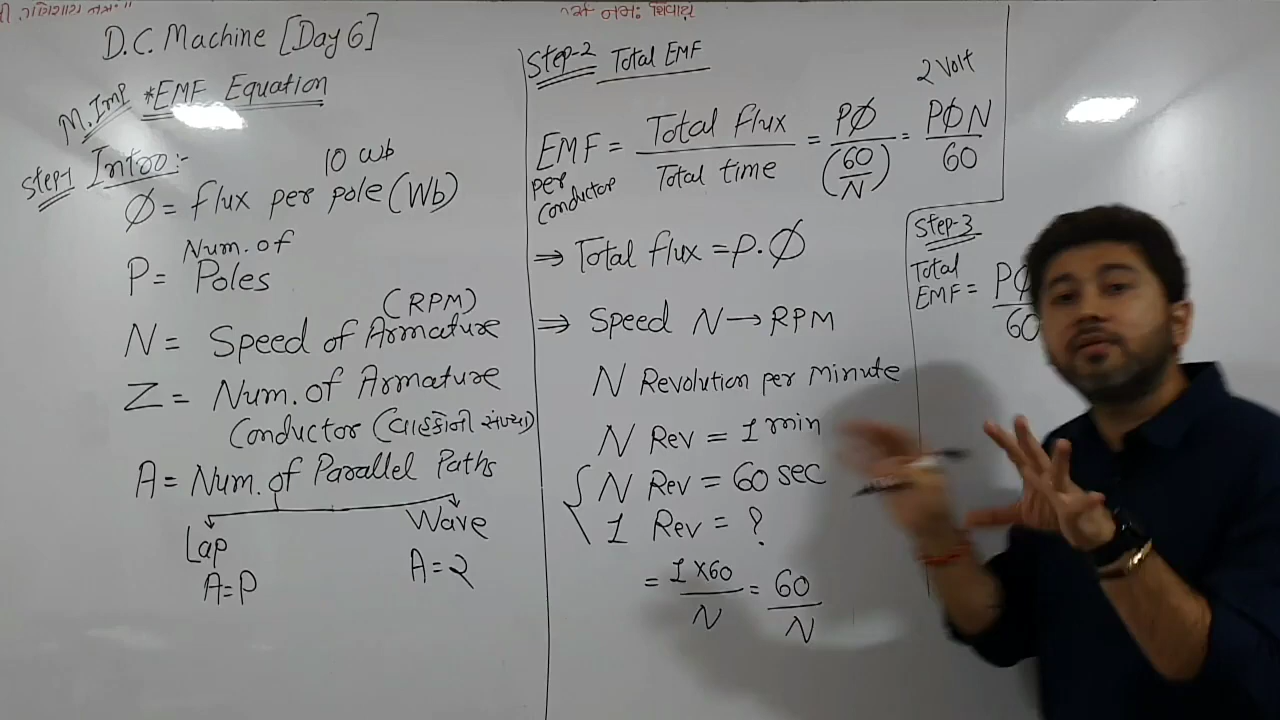 श्री गणेशाय नमः ॥
ॐ नमः शिवाय
D.C. Machine [Day 6]
M. Imp *EMF Equation
Step-1 Intro:-
10 wb
Ø = flux per pole (Wb)
P = Num. of Poles
(RPM)
N = Speed of Armature
Z = Num. of Armature
Conductor (વાહકોની સંખ્યા)
A = Num. of Parallel Paths
Lap Wave
A=P A=2
Step-2 Total EMF
2 Volt
EMF per conductor = Total flux / Total time = PØ / (60/N) = PØN / 60
⇒ Total flux = P.Ø
⇒ Speed N → RPM
N Revolution per minute
N Rev = 1 min
N Rev = 60 sec
1 Rev = ?
= 1×60 / N = 60 / N
Step-3
Total EMF = PØ / 60